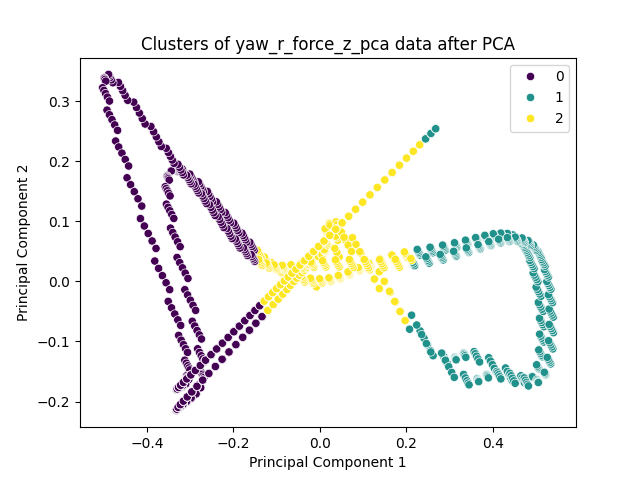 Clusters of yaw_r_force_z_pca data after PCA
0
1
2
Principal Component 2
0.3
0.2
0.1
0.0
−0.1
−0.2
−0.4 −0.2 0.0 0.2 0.4
Principal Component 1